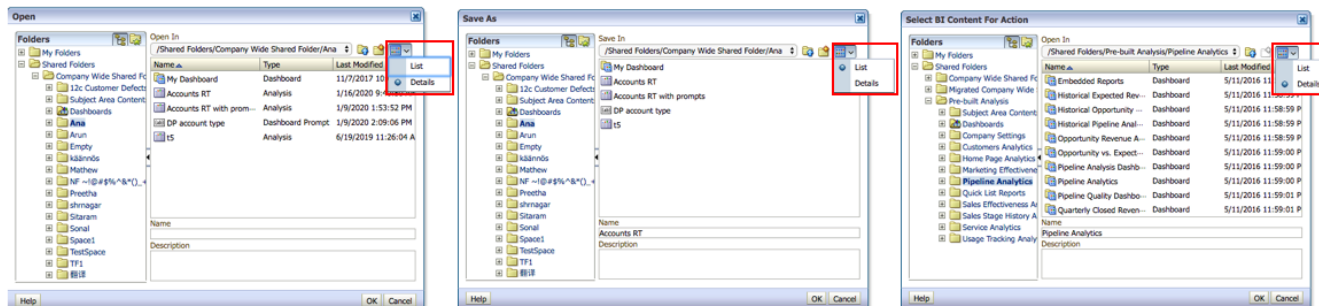 Open
Folders
My Folders
Shared Folders
Company Wide Shared Fc
12c Customer Defects
Subject Area Content
Dashboards
Ana
Arun
Empty
käännös
Mathew
NF ~!@#$%^&*()_+
Preetha
shrnagar
Sitaram
Sonal
Space1
TestSpace
TF1
翻译
Open In
/Shared Folders/Company Wide Shared Folder/Ana
List
Details
Name Type Last Modified
My Dashboard Dashboard 11/7/2017 10
Accounts RT Analysis 1/16/2020 9:4
Accounts RT with prom... Analysis 1/9/2020 1:53:52 PM
DP account type Dashboard Prompt 1/9/2020 2:09:06 PM
t5 Analysis 6/19/2019 11:26:04 A
Name
Description
Help OK Cancel
Save As
Folders
My Folders
Shared Folders
Company Wide Shared Fc
12c Customer Defects
Subject Area Content
Dashboards
Ana
Arun
Empty
käännös
Mathew
NF ~!@#$%^&*()_+
Preetha
shrnagar
Sitaram
Sonal
Space1
TestSpace
TF1
翻译
Save In
/Shared Folders/Company Wide Shared Folder/Ana
List
Details
My Dashboard
Accounts RT
Accounts RT with prompts
DP account type
t5
Name
Accounts RT
Description
Help OK Cancel
Select BI Content For Action
Folders
My Folders
Shared Folders
Company Wide Shared Fo
Migrated Company Wide
Pre-built Analysis
Subject Area Content
Dashboards
Company Settings
Customers Analytics
Home Page Analytics
Marketing Effectivene
Pipeline Analytics
Quick List Reports
Sales Effectiveness A
Sales Stage History A
Service Analytics
Usage Tracking Analy
Open In
/Shared Folders/Pre-built Analysis/Pipeline Analytics
List
Details
Name Type Last Modified
Embedded Reports Dashboard 5/11/2016 11
Historical Expected Rev... Dashboard 5/11/2016 11:58:59 P
Historical Opportunity ... Dashboard 5/11/2016 11:58:59 P
Historical Pipeline Anal... Dashboard 5/11/2016 11:58:59 P
Opportunity Revenue A... Dashboard 5/11/2016 11:58:59 P
Opportunity vs. Expect... Dashboard 5/11/2016 11:59:00 P
Pipeline Analysis Dashb... Dashboard 5/11/2016 11:59:00 P
Pipeline Analytics Dashboard 5/11/2016 11:59:00 P
Pipeline Quality Dashbo... Dashboard 5/11/2016 11:59:01 P
Quarterly Closed Reven... Dashboard 5/11/2016 11:59:01 P
Name
Pipeline Analytics
Description
Help OK Cancel